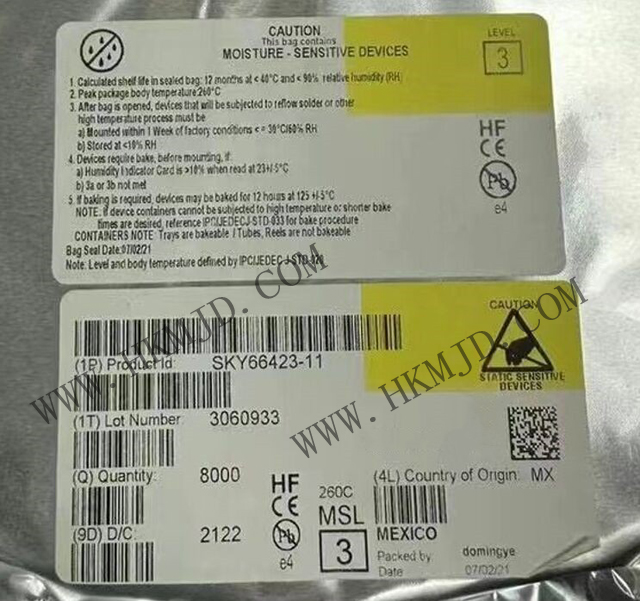 CAUTION
This bag contains
MOISTURE - SENSITIVE DEVICES
LEVEL
3
1. Calculated shelf life in sealed bag: 12 months at < 40°C and < 90% relative humidity (RH)
2. Peak package body temperature: 260°C
3. After bag is opened, devices that will be subjected to reflow solder or other
high temperature process must be
a) Mounted within 1 Week of factory conditions <= 30°C/60% RH
b) Stored at <10% RH
4. Devices require bake, before mounting, if:
a) Humidity Indicator Card is >10% when read at 23+/-5°C
b) 3a or 3b not met
5. If baking is required, devices may be baked for 12 hours at 125 +/-5°C
NOTE: If device containers cannot be subjected to high temperature or shorter bake
times are desired, reference IPC/JEDEC J-STD-033 for bake procedure
CONTAINERS NOTE: Trays are bakeable / Tubes, Reels are not bakeable
Bag Seal Date:07/02/21
Note: Level and body temperature defined by IPC/JEDEC J-STD-020
HF
CE
Pb
e4
WWW.HKMJD.COM
CAUTION
STATIC SENSITIVE
DEVICES
(1P) Product Id: SKY66423-11
(1T) Lot Number: 3060933
(Q) Quantity: 8000
(9D) D/C: 2122
HF
CE
Pb
e4
260C
MSL
3
(4L) Country of Origin: MX
MEXICO
Packed by domingye
Date 07/02/21
WWW.HKMJD.COM